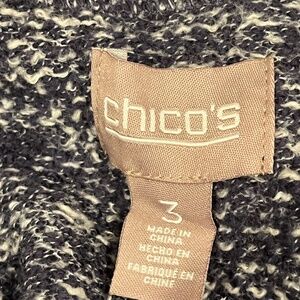 chico's
3
MADE IN
CHINA
HECHO EN
CHINA
FABRIQUÉ EN
CHINE